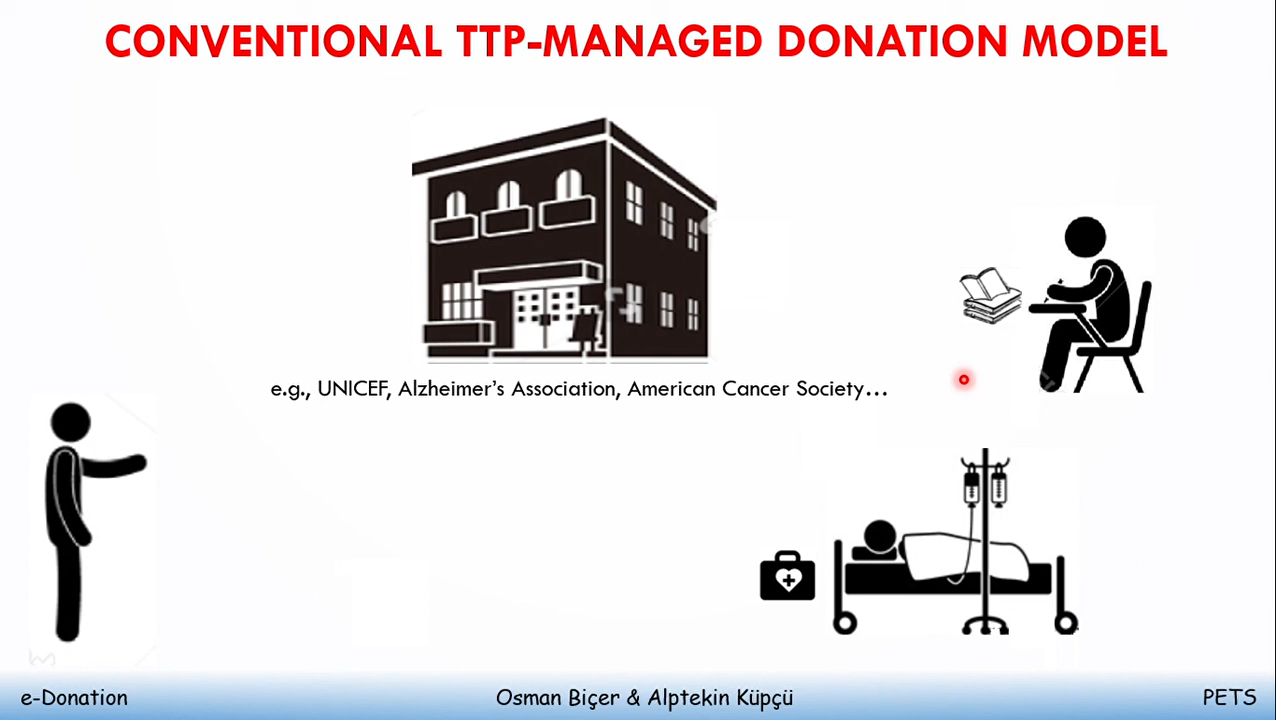 CONVENTIONAL TTP-MANAGED DONATION MODEL
e.g., UNICEF, Alzheimer’s Association, American Cancer Society…
e-Donation
Osman Biçer & Alptekin Küpçü
PETS